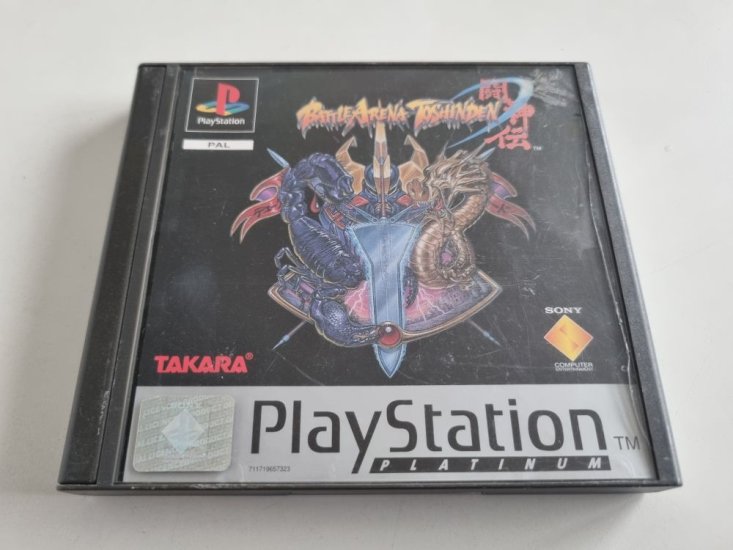 PlayStation
PAL
BATTLE ARENA TOSHINDEN
闘神伝
TM
SONY
COMPUTER
ENTERTAINMENT
TAKARA®
PlayStation TM
PLATINUM
711719657323